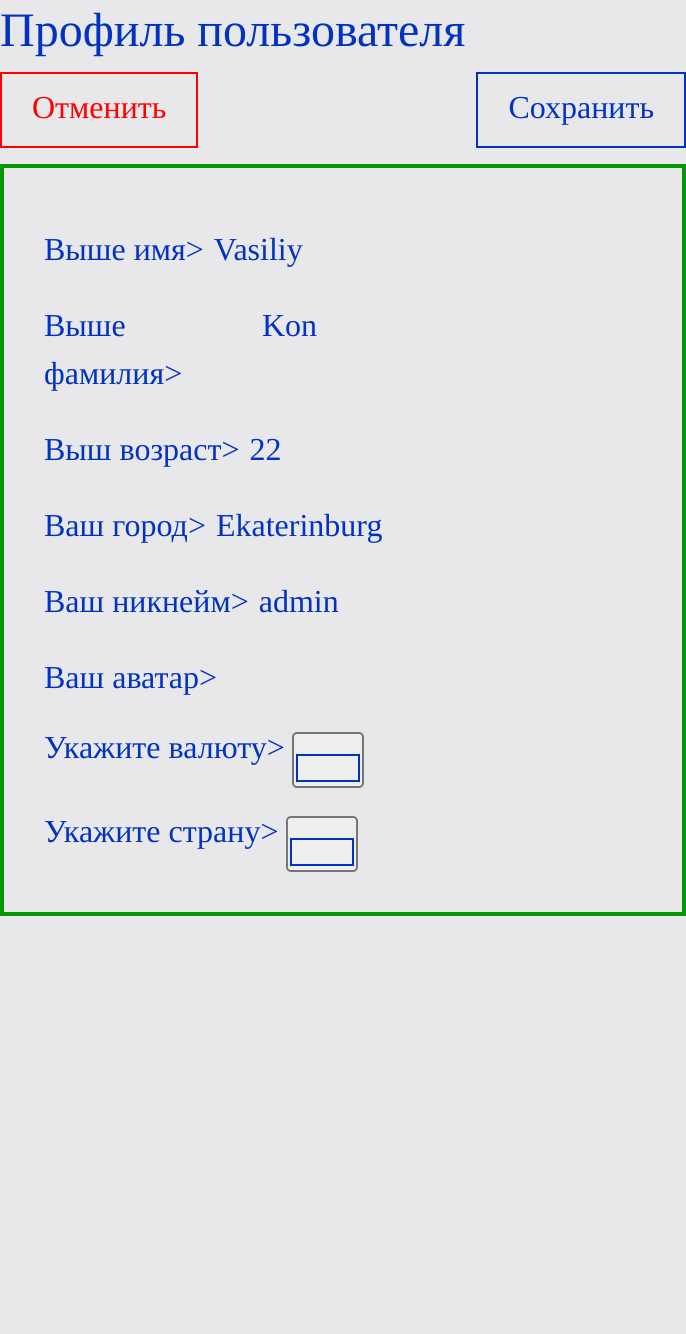 Профиль пользователя
Отменить Сохранить
Выше имя> Vasiliy
Выше Kon
фамилия>
Выш возраст> 22
Ваш город> Ekaterinburg
Ваш никнейм> admin
Ваш аватар>
Укажите валюту>
Укажите страну>